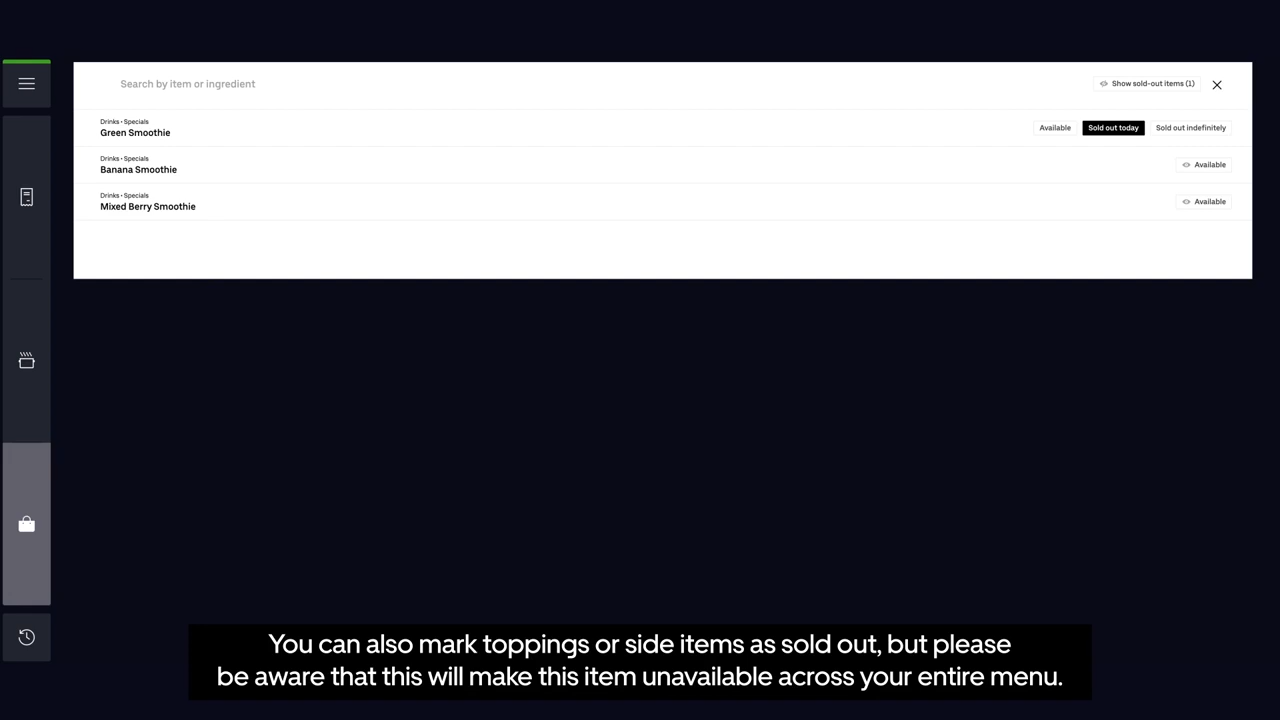 Search by item or ingredient
Show sold-out items (1)
Drinks • Specials
Green Smoothie
Available
Sold out today
Sold out indefinitely
Drinks • Specials
Banana Smoothie
Available
Drinks • Specials
Mixed Berry Smoothie
Available
You can also mark toppings or side items as sold out, but please
be aware that this will make this item unavailable across your entire menu.